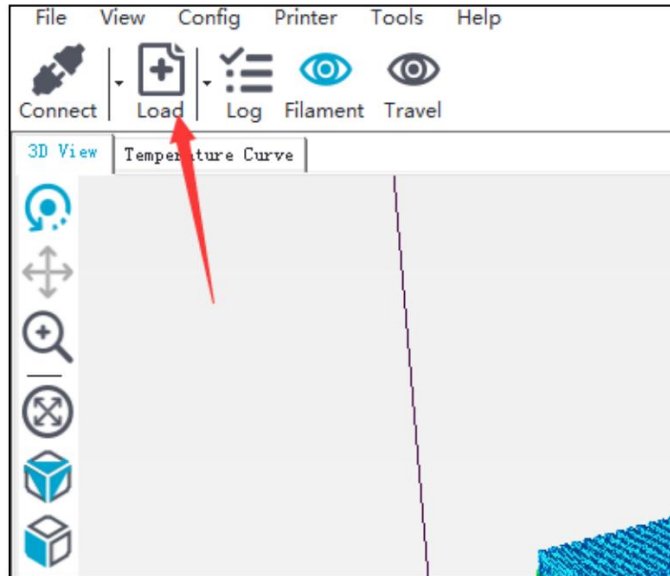 File View Config Printer Tools Help
Connect Load Log Filament Travel
3D View Temperature Curve